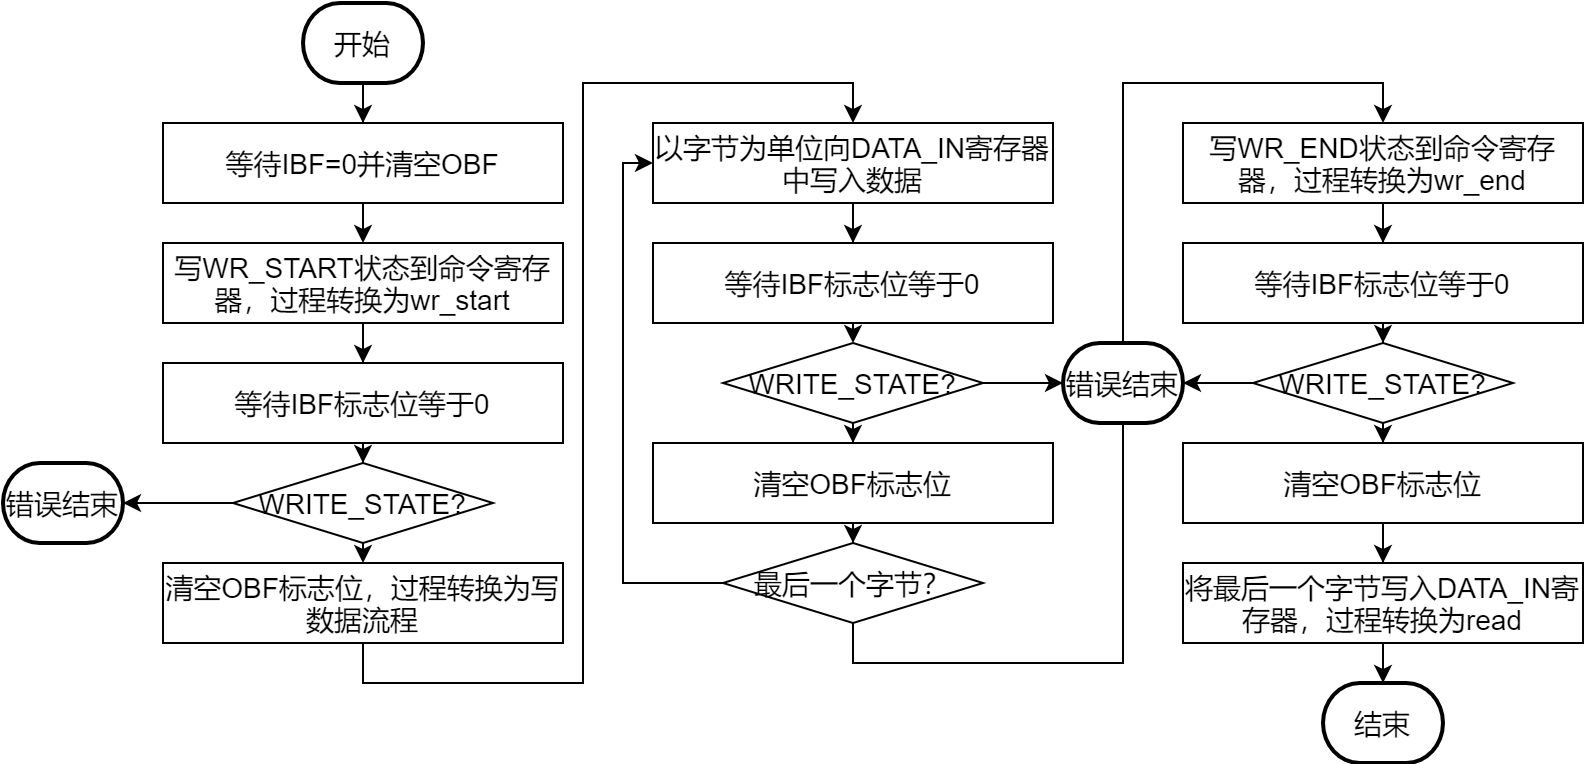 开始
等待IBF=0并清空OBF
写WR_START状态到命令寄存
器，过程转换为wr_start
等待IBF标志位等于0
WRITE_STATE?
错误结束
清空OBF标志位，过程转换为写
数据流程
以字节为单位向DATA_IN寄存器
中写入数据
等待IBF标志位等于0
WRITE_STATE?
错误结束
清空OBF标志位
最后一个字节？
写WR_END状态到命令寄存
器，过程转换为wr_end
等待IBF标志位等于0
WRITE_STATE?
清空OBF标志位
将最后一个字节写入DATA_IN寄
存器，过程转换为read
结束